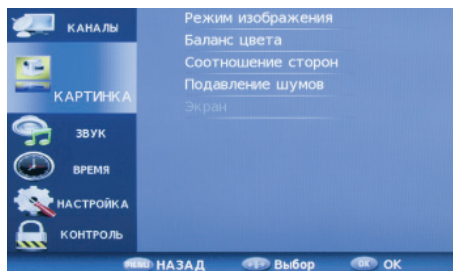 КАНАЛЫ
КАРТИНКА
ЗВУК
ВРЕМЯ
НАСТРОЙКА
КОНТРОЛЬ
Режим изображения
Баланс цвета
Соотношение сторон
Подавление шумов
Экран
MENU НАЗАД Выбор OK ОК